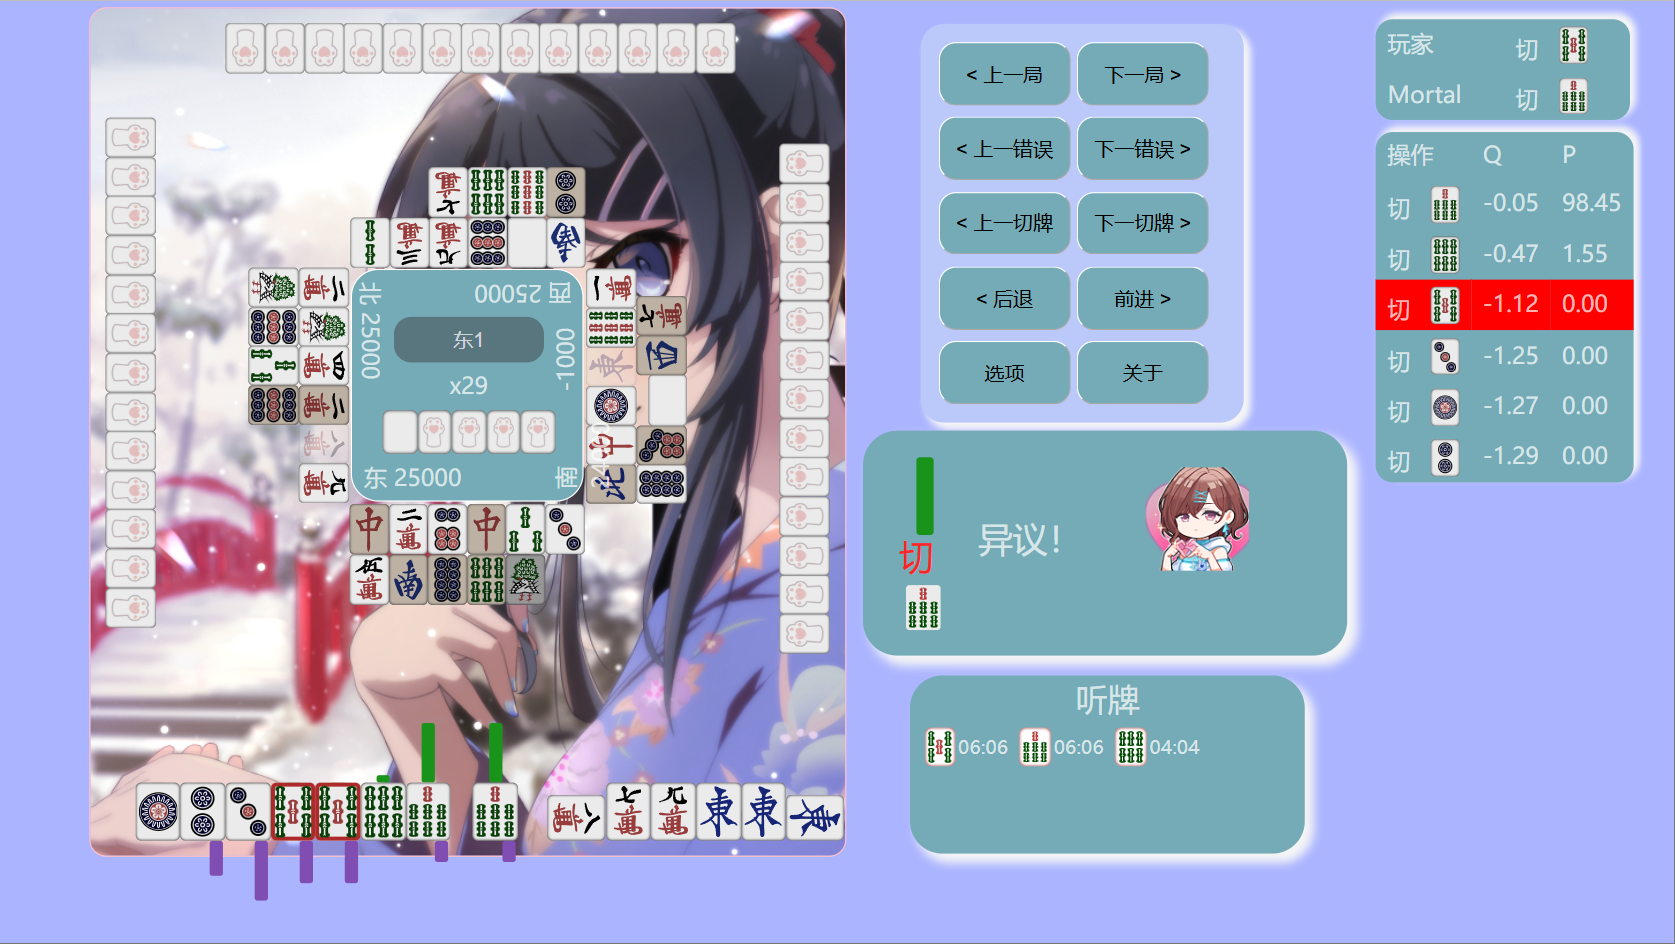 < 上一局
下一局 >
< 上一错误
下一错误 >
< 上一切牌
下一切牌 >
< 后退
前进 >
选项
关于
玩家 切
Mortal 切
操作 Q P
切 -0.05 98.45
切 -0.47 1.55
切 -1.12 0.00
切 -1.25 0.00
切 -1.27 0.00
切 -1.29 0.00
西 25000
北 25000
东1
x29
-1000
东 25000
南
切
异议！
听牌
06:06 06:06 04:04